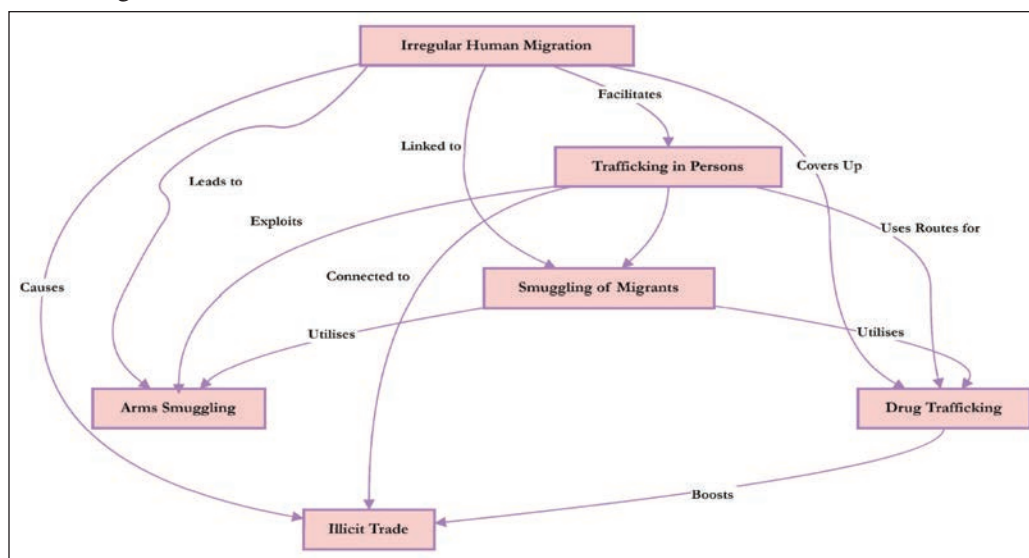 Irregular Human Migration
Facilitates
Linked to
Trafficking in Persons
Covers Up
Leads to
Exploits
Uses Routes for
Connected to
Causes
Smuggling of Migrants
Utilises
Utilises
Arms Smuggling
Drug Trafficking
Boosts
Illicit Trade